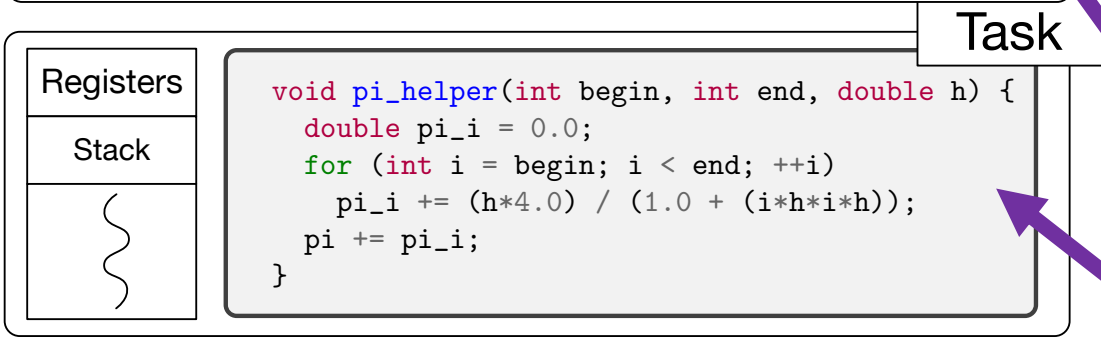 Task
Registers
Stack
void pi_helper(int begin, int end, double h) {
  double pi_i = 0.0;
  for (int i = begin; i < end; ++i)
    pi_i += (h*4.0) / (1.0 + (i*h*i*h));
  pi += pi_i;
}